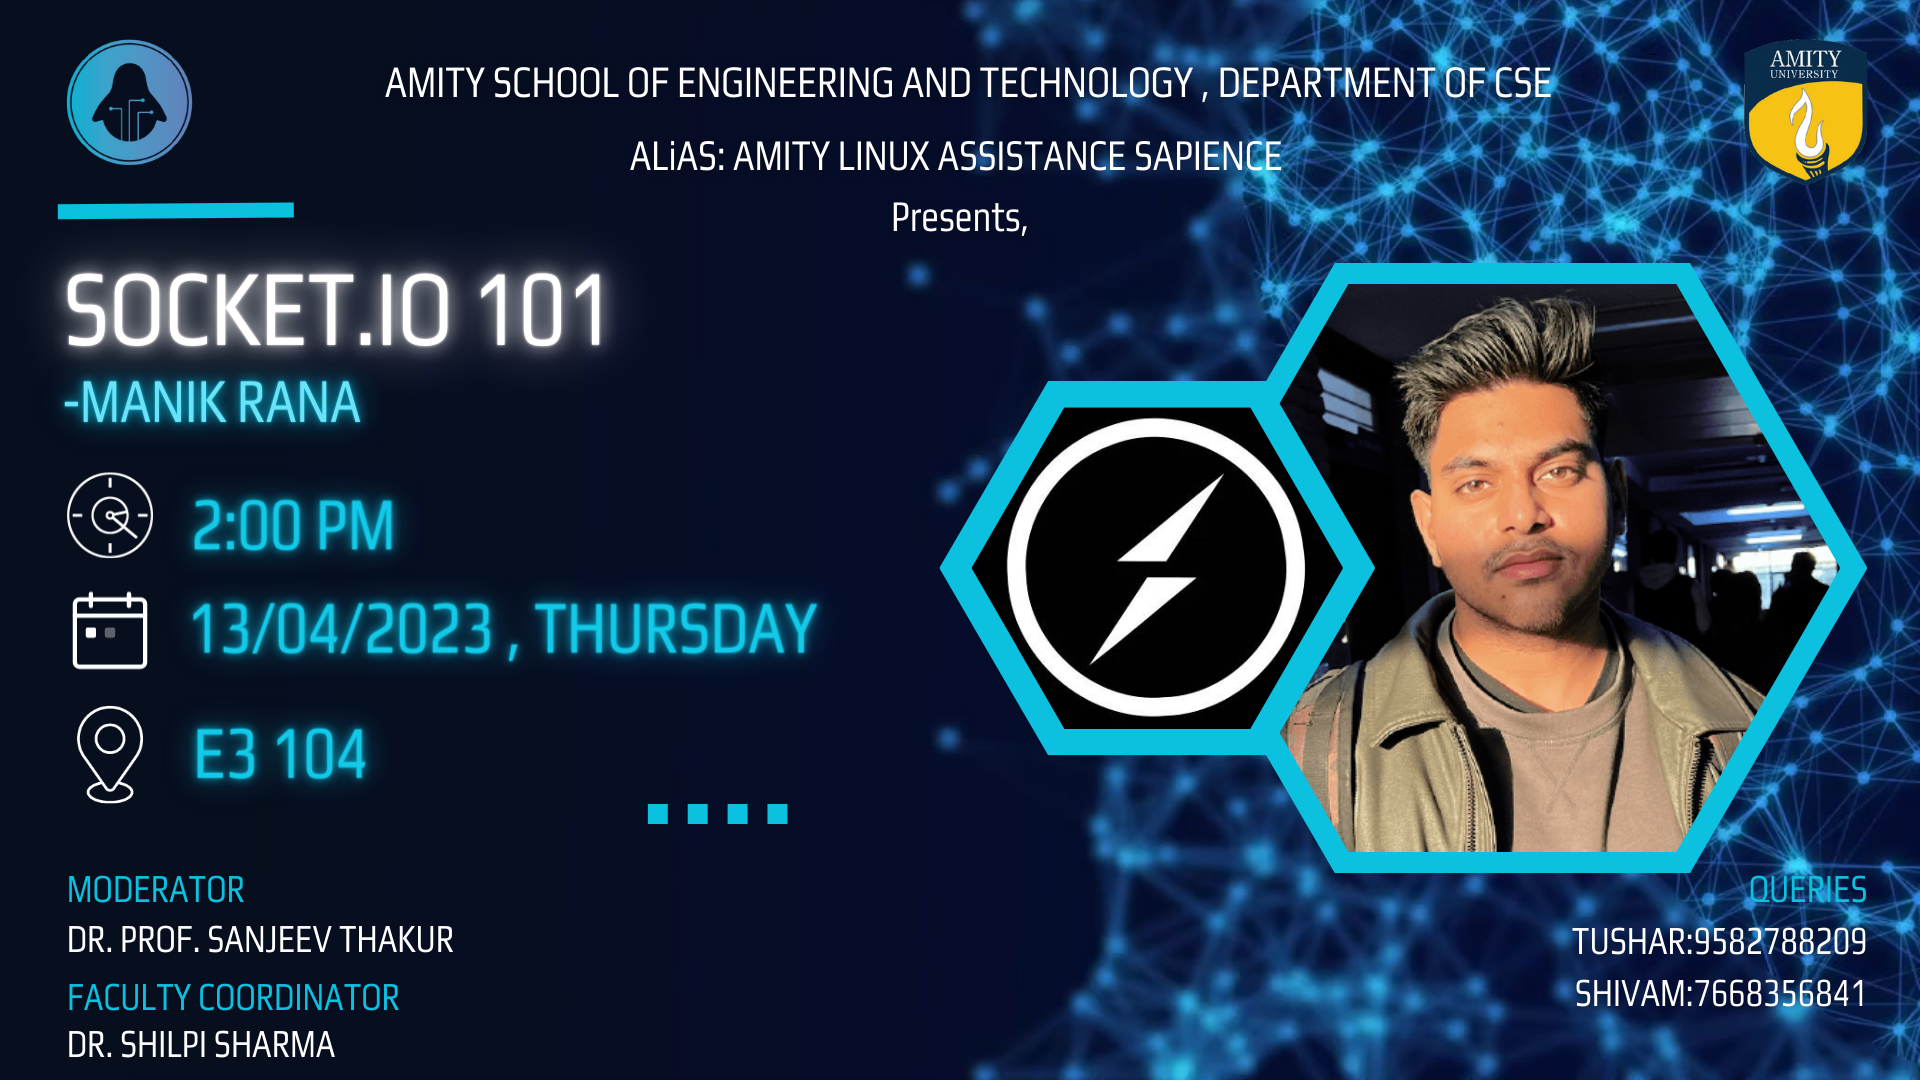 AMITY SCHOOL OF ENGINEERING AND TECHNOLOGY , DEPARTMENT OF CSE
AMITY
UNIVERSITY
ALiAS: AMITY LINUX ASSISTANCE SAPIENCE
Presents,
SOCKET.IO 101
-MANIK RANA
2:00 PM
13/04/2023 , THURSDAY
E3 104
MODERATOR
DR. PROF. SANJEEV THAKUR
FACULTY COORDINATOR
DR. SHILPI SHARMA
QUERIES
TUSHAR:9582788209
SHIVAM:7668356841